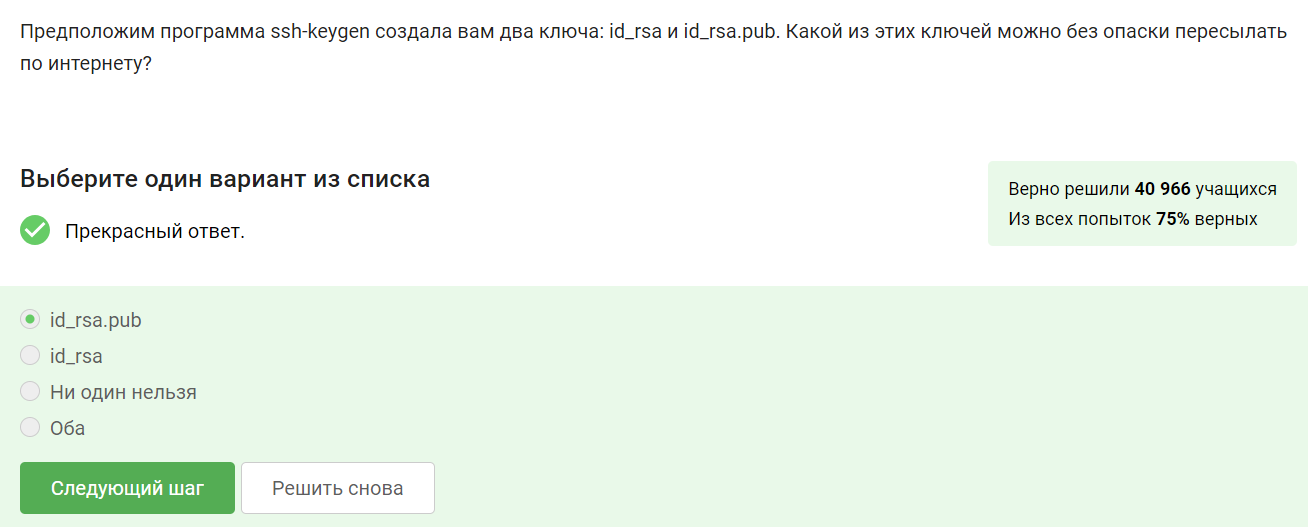 Предположим программа ssh-keygen создала вам два ключа: id_rsa и id_rsa.pub. Какой из этих ключей можно без опаски пересылать
по интернету?
Выберите один вариант из списка
Прекрасный ответ.
Верно решили 40 966 учащихся
Из всех попыток 75% верных
id_rsa.pub
id_rsa
Ни один нельзя
Оба
Следующий шаг
Решить снова